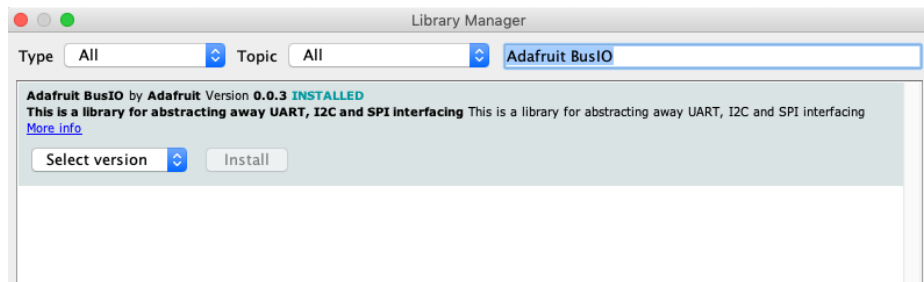 Library Manager
Type All Topic All Adafruit BusIO
Adafruit BusIO by Adafruit Version 0.0.3 INSTALLED
This is a library for abstracting away UART, I2C and SPI interfacing This is a library for abstracting away UART, I2C and SPI interfacing
More info
Select version Install